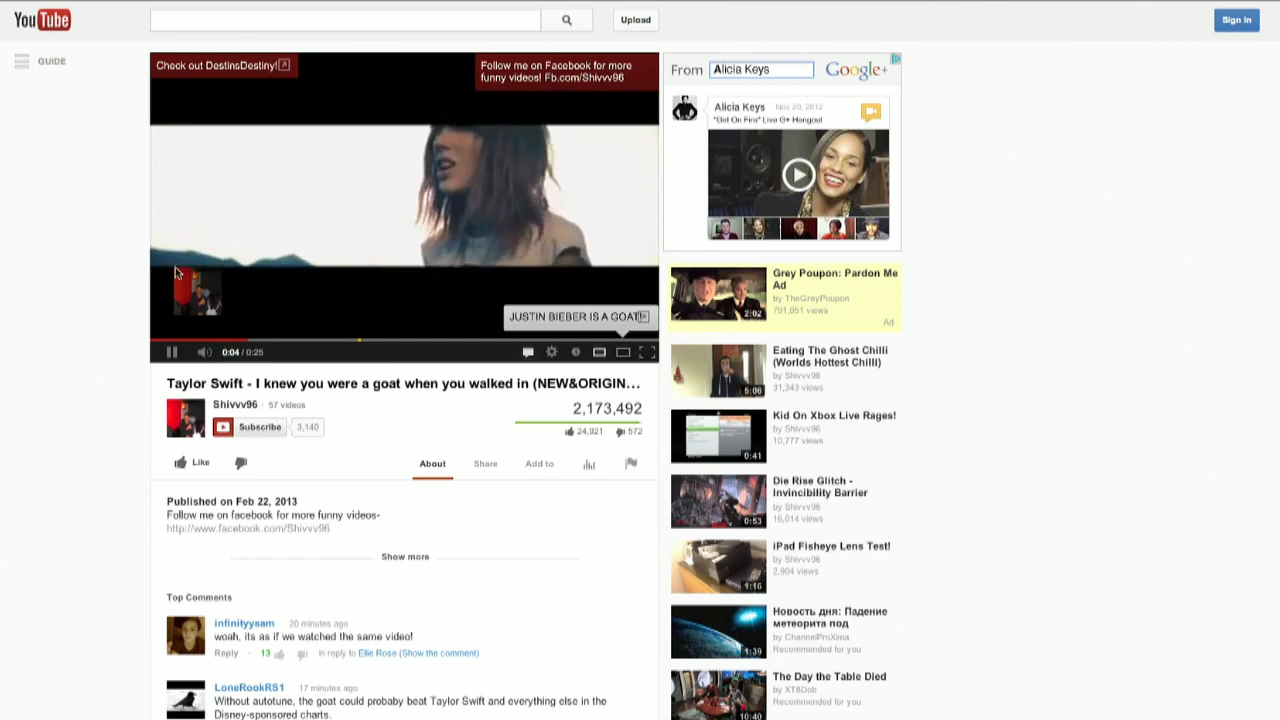 YouTube
Upload
Sign In
GUIDE
Check out DestinsDestiny!
Follow me on Facebook for more
funny videos! Fb.com/Shivvv96
JUSTIN BIEBER IS A GOAT
0:04 / 0:25
Taylor Swift - I knew you were a goat when you walked in (NEW&ORIGIN...
Shivvv96 · 57 videos
Subscribe 3,140
2,173,492
24,921 572
Like
About Share Add to
Published on Feb 22, 2013
Follow me on facebook for more funny videos-
http://www.facebook.com/Shivvv96
Show more
Top Comments
infinityysam 20 minutes ago
woah, its as if we watched the same video!
Reply · 13 in reply to Ellie Rose (Show the comment)
LoneRookRS1 17 minutes ago
Without autotune, the goat could probaby beat Taylor Swift and everything else in the
Disney-sponsored charts.
From Alicia Keys Google+
Alicia Keys Nov 20, 2012
"Girl On Fire" Live G+ Hangout
Grey Poupon: Pardon Me
Ad
by TheGreyPoupon
791,051 views
Ad
2:02
Eating The Ghost Chilli
(Worlds Hottest Chilli)
by Shivvv96
31,343 views
5:06
Kid On Xbox Live Rages!
by Shivvv96
10,777 views
0:41
Die Rise Glitch -
Invincibility Barrier
by Shivvv96
16,014 views
0:53
iPad Fisheye Lens Test!
by Shivvv96
2,904 views
1:16
Новость дня: Падение
метеорита под
by ChannelProXima
Recommended for you
1:39
The Day the Table Died
by XT8Dob
Recommended for you
10:40